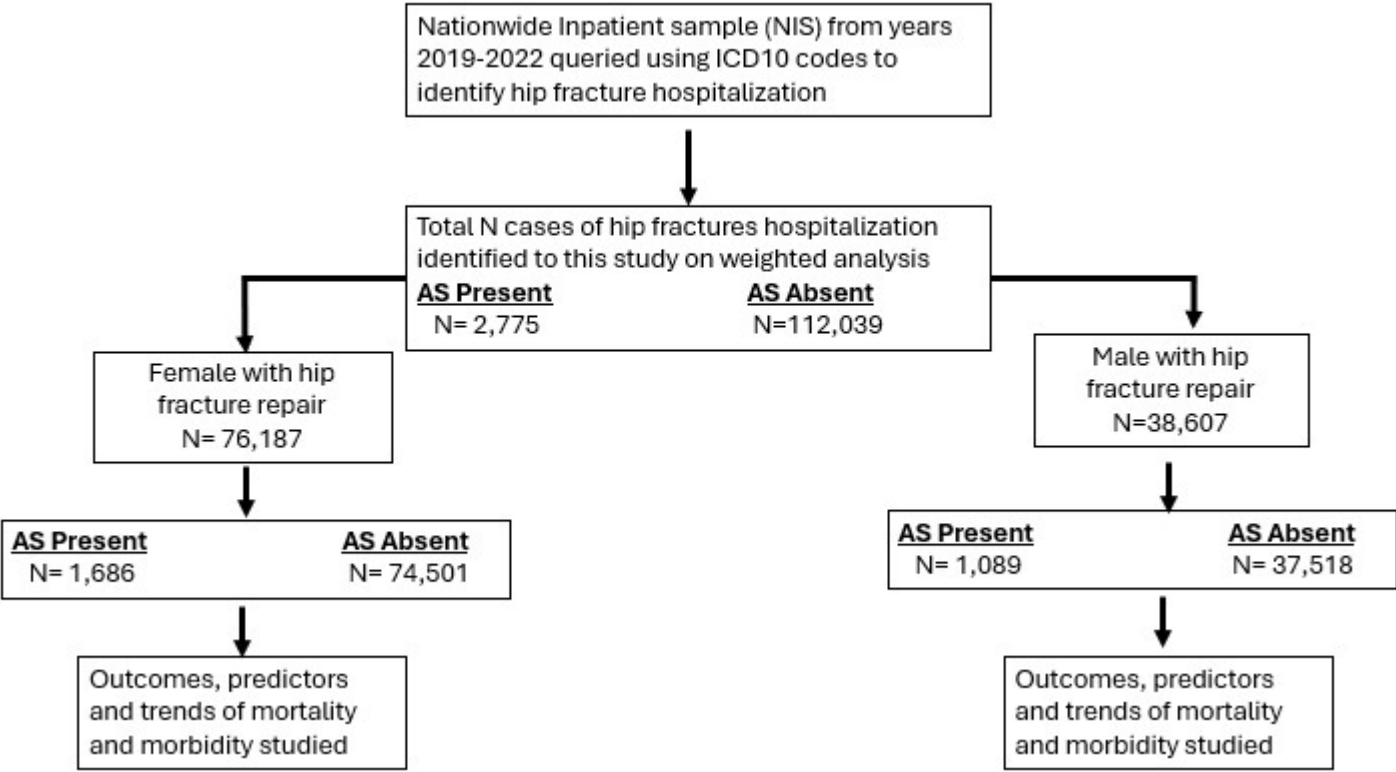 Nationwide Inpatient sample (NIS) from years
2019-2022 queried using ICD10 codes to
identify hip fracture hospitalization
Total N cases of hip fractures hospitalization
identified to this study on weighted analysis
AS Present AS Absent
N= 2,775 N=112,039
Female with hip
fracture repair
N= 76,187
Male with hip
fracture repair
N=38,607
AS Present AS Absent
N= 1,686 N= 74,501
AS Present AS Absent
N= 1,089 N= 37,518
Outcomes, predictors
and trends of mortality
and morbidity studied
Outcomes, predictors
and trends of mortality
and morbidity studied